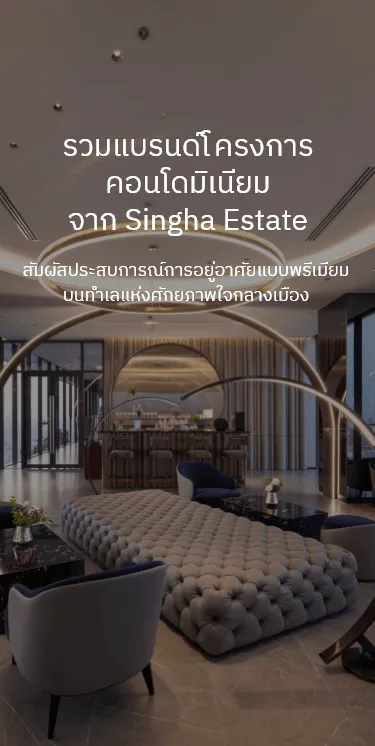 รวมแบรนด์โครงการ
คอนโดมิเนียม
จาก Singha Estate
สัมผัสประสบการณ์การอยู่อาศัยแบบพรีเมียม
บนทำเลแห่งศักยภาพใจกลางเมือง